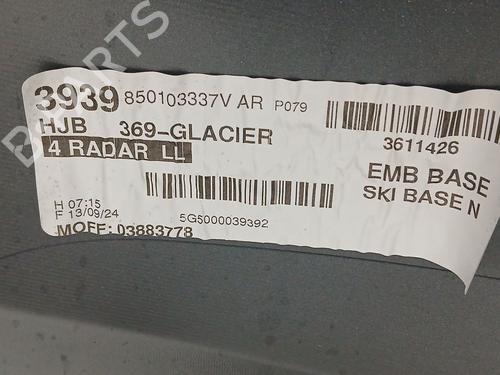 PARTS
3939 850103337V AR P079
HJB 369-GLACIER
4 RADAR LL
3611426
EMB BASE
SKI BASE N
H 07:15
F 13/09/24
5G5000039392
MOFF: 03883778